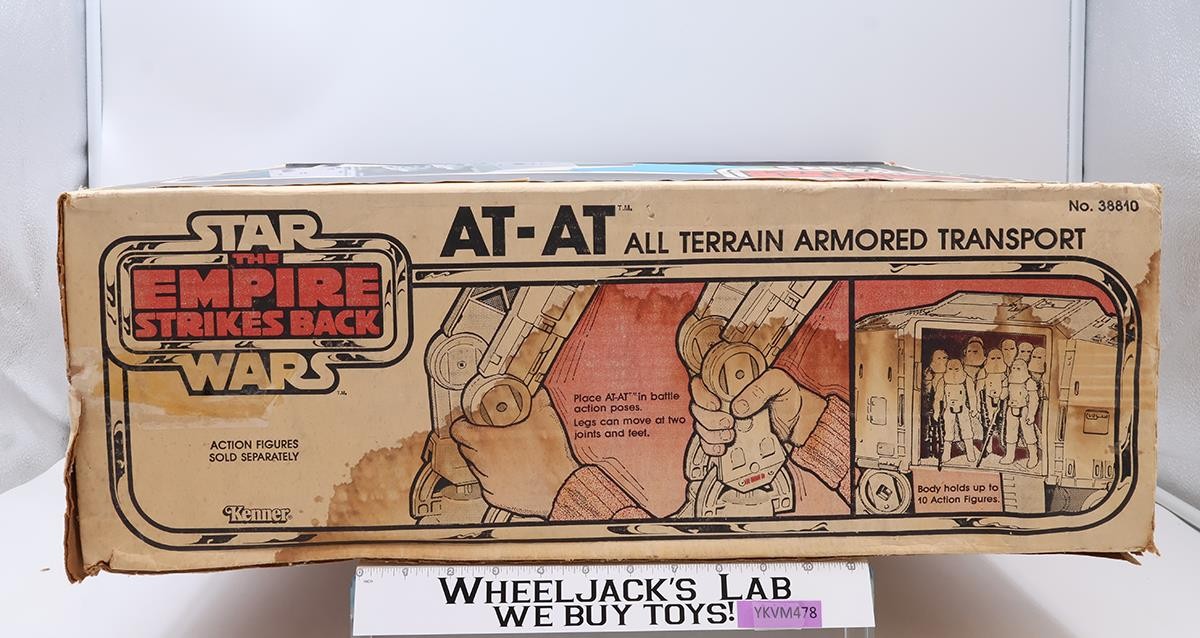 STAR
THE
EMPIRE
STRIKES BACK
WARS
T.M.
AT-AT T.M. ALL TERRAIN ARMORED TRANSPORT
No. 38810
Place AT-AT™ in battle
action poses.
Legs can move at two
joints and feet.
Body holds up to
10 Action Figures.
ACTION FIGURES
SOLD SEPARATELY
Kenner®
WHEELJACK'S LAB
WE BUY TOYS!
YKVM478